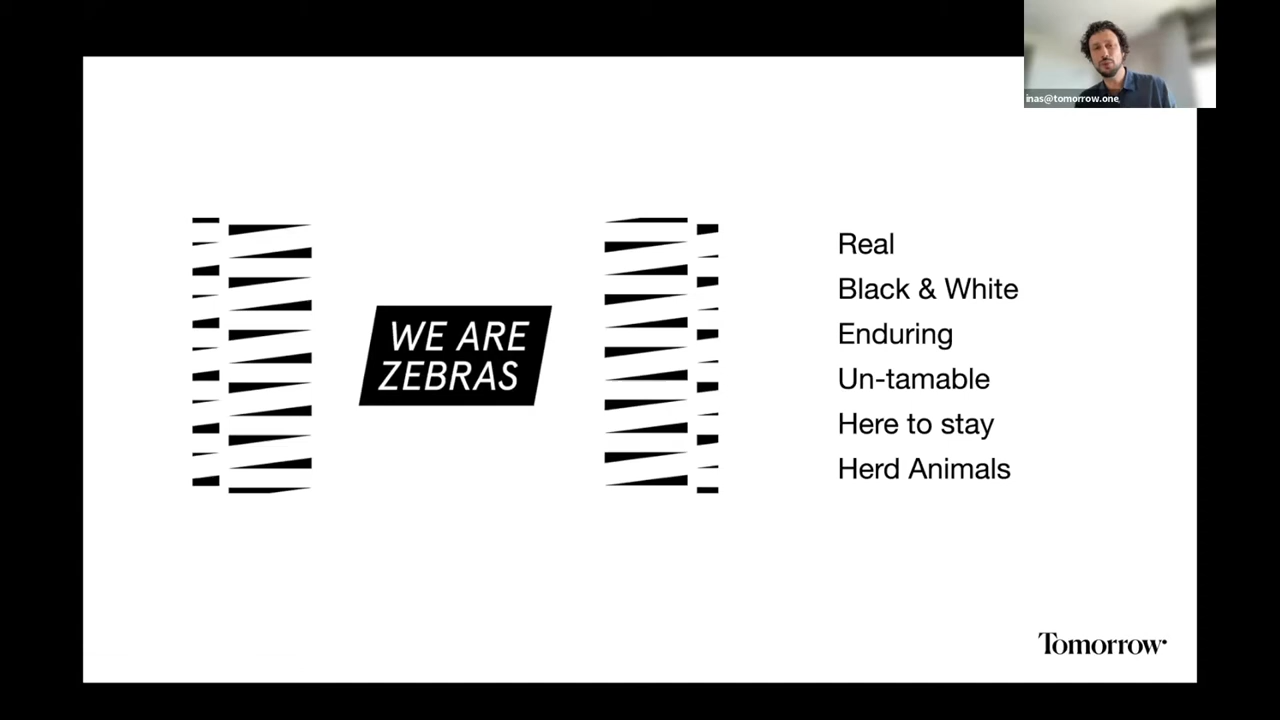 inas@tomorrow.one
WE ARE
ZEBRAS
Real
Black & White
Enduring
Un-tamable
Here to stay
Herd Animals
Tomorrow